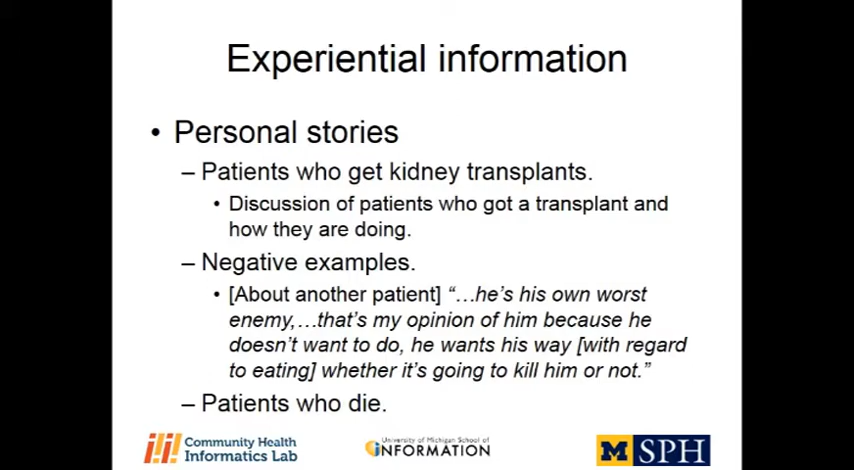 Experiential information
• Personal stories
– Patients who get kidney transplants.
• Discussion of patients who got a transplant and
how they are doing.
– Negative examples.
• [About another patient] “…he’s his own worst
enemy,…that’s my opinion of him because he
doesn’t want to do, he wants his way [with regard
to eating] whether it’s going to kill him or not.”
– Patients who die.
Community Health
Informatics Lab
University of Michigan School of
INFORMATION
M SPH